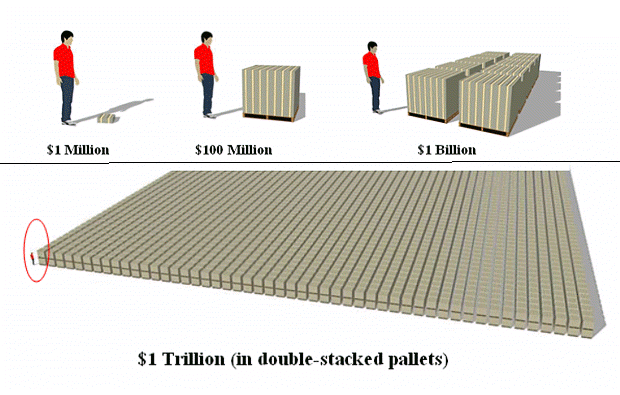 $1 Million
$100 Million
$1 Billion
$1 Trillion (in double-stacked pallets)